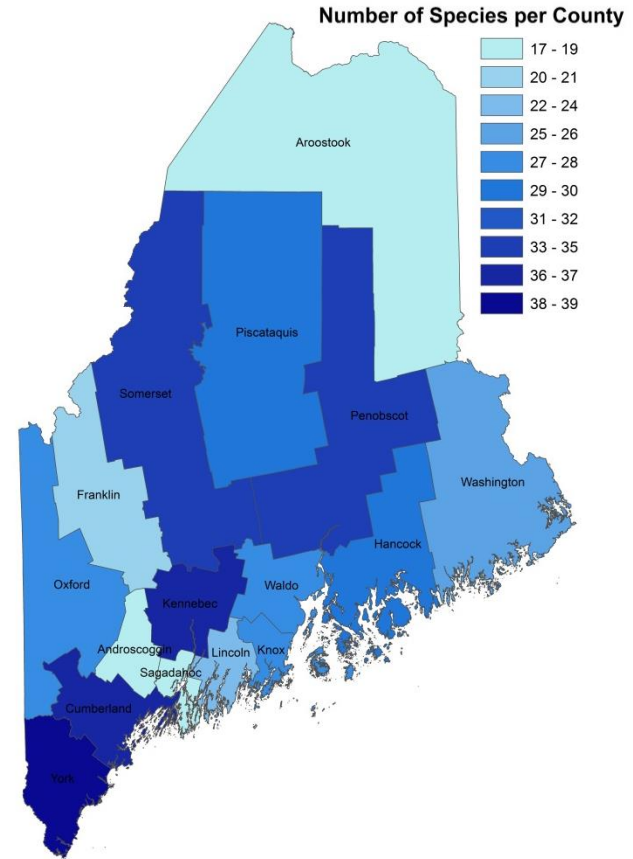 Number of Species per County
17 - 19
20 - 21
22 - 24
25 - 26
27 - 28
29 - 30
31 - 32
33 - 35
36 - 37
38 - 39
Aroostook
Piscataquis
Somerset
Penobscot
Washington
Franklin
Hancock
Oxford
Waldo
Kennebec
Androscoggin
Lincoln
Knox
Sagadahoc
Cumberland
York